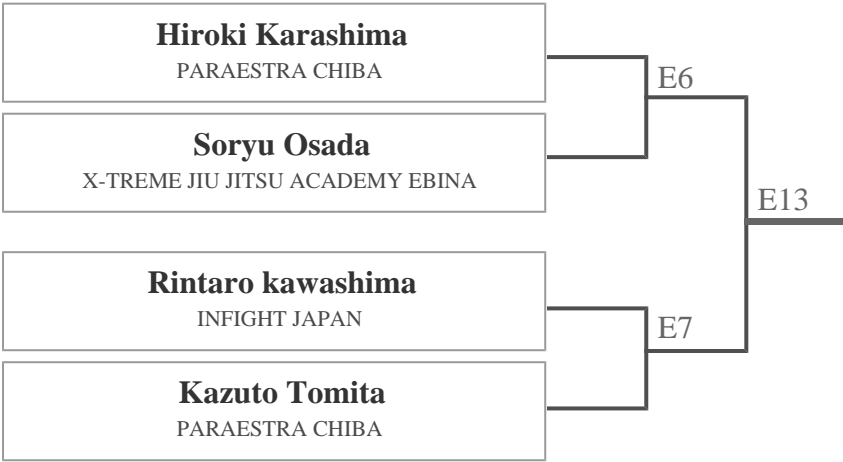 Hiroki Karashima
PARAESTRA CHIBA
E6
Soryu Osada
X-TREME JIU JITSU ACADEMY EBINA
E13
Rintaro kawashima
INFIGHT JAPAN
E7
Kazuto Tomita
PARAESTRA CHIBA